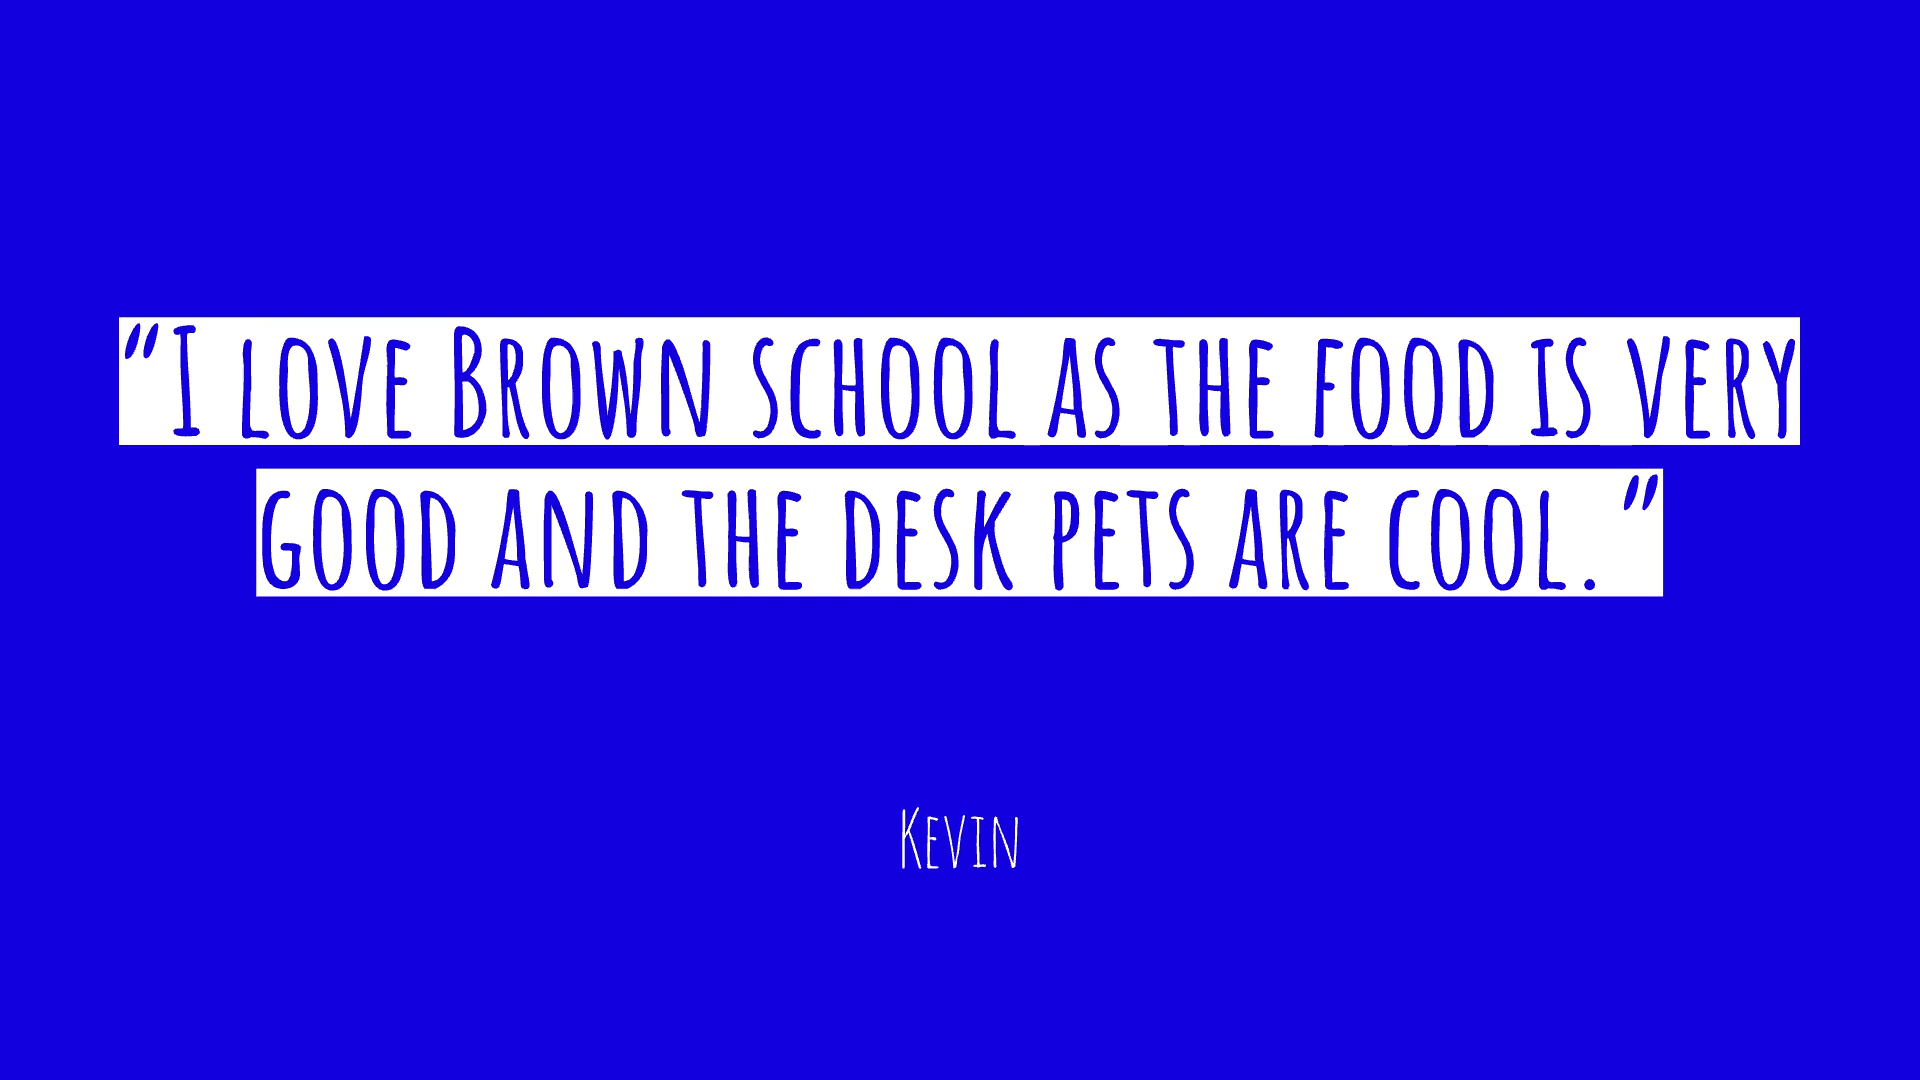 "I love Brown school as the food is very
good and the desk pets are cool."
Kevin